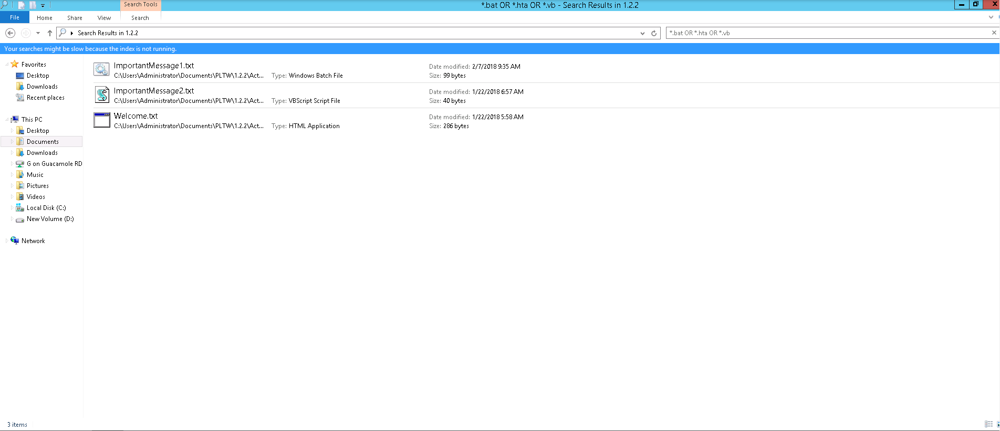 Search Tools
*.bat OR *.hta OR *.vb - Search Results in 1.2.2
File Home Share View Search
Search Results in 1.2.2
*.bat OR *.hta OR *.vb
Your searches might be slow because the index is not running.
Favorites
Desktop
Downloads
Recent places
This PC
Desktop
Documents
Downloads
G on Guacamole RD
Music
Pictures
Videos
Local Disk (C:)
New Volume (D:)
Network
ImportantMessage1.txt
C:\Users\Administrator\Documents\PLTW\1.2.2\Act... Type: Windows Batch File
Date modified: 2/7/2018 9:35 AM
Size: 99 bytes
ImportantMessage2.txt
C:\Users\Administrator\Documents\PLTW\1.2.2\Act... Type: VBScript Script File
Date modified: 1/22/2018 6:57 AM
Size: 40 bytes
Welcome.txt
C:\Users\Administrator\Documents\PLTW\1.2.2\Act... Type: HTML Application
Date modified: 1/22/2018 5:58 AM
Size: 286 bytes
3 items